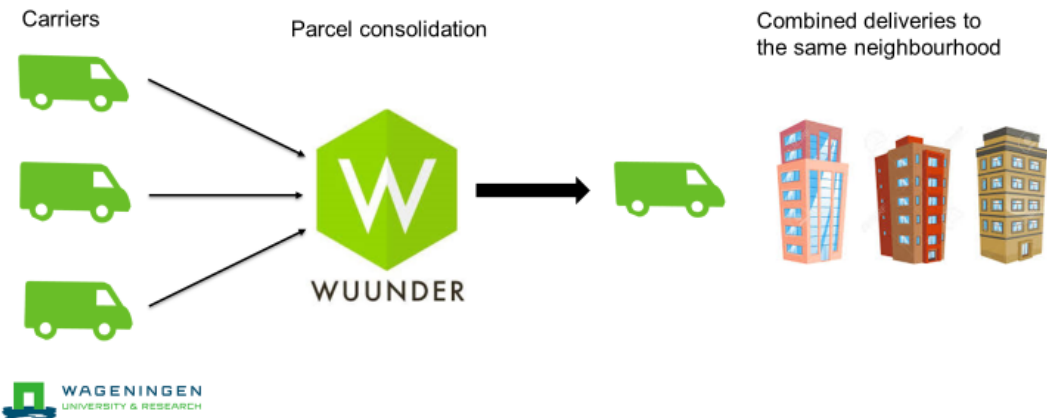 Carriers
Parcel consolidation
Combined deliveries to
the same neighbourhood
W
WUUNDER
WAGENINGEN
UNIVERSITY & RESEARCH